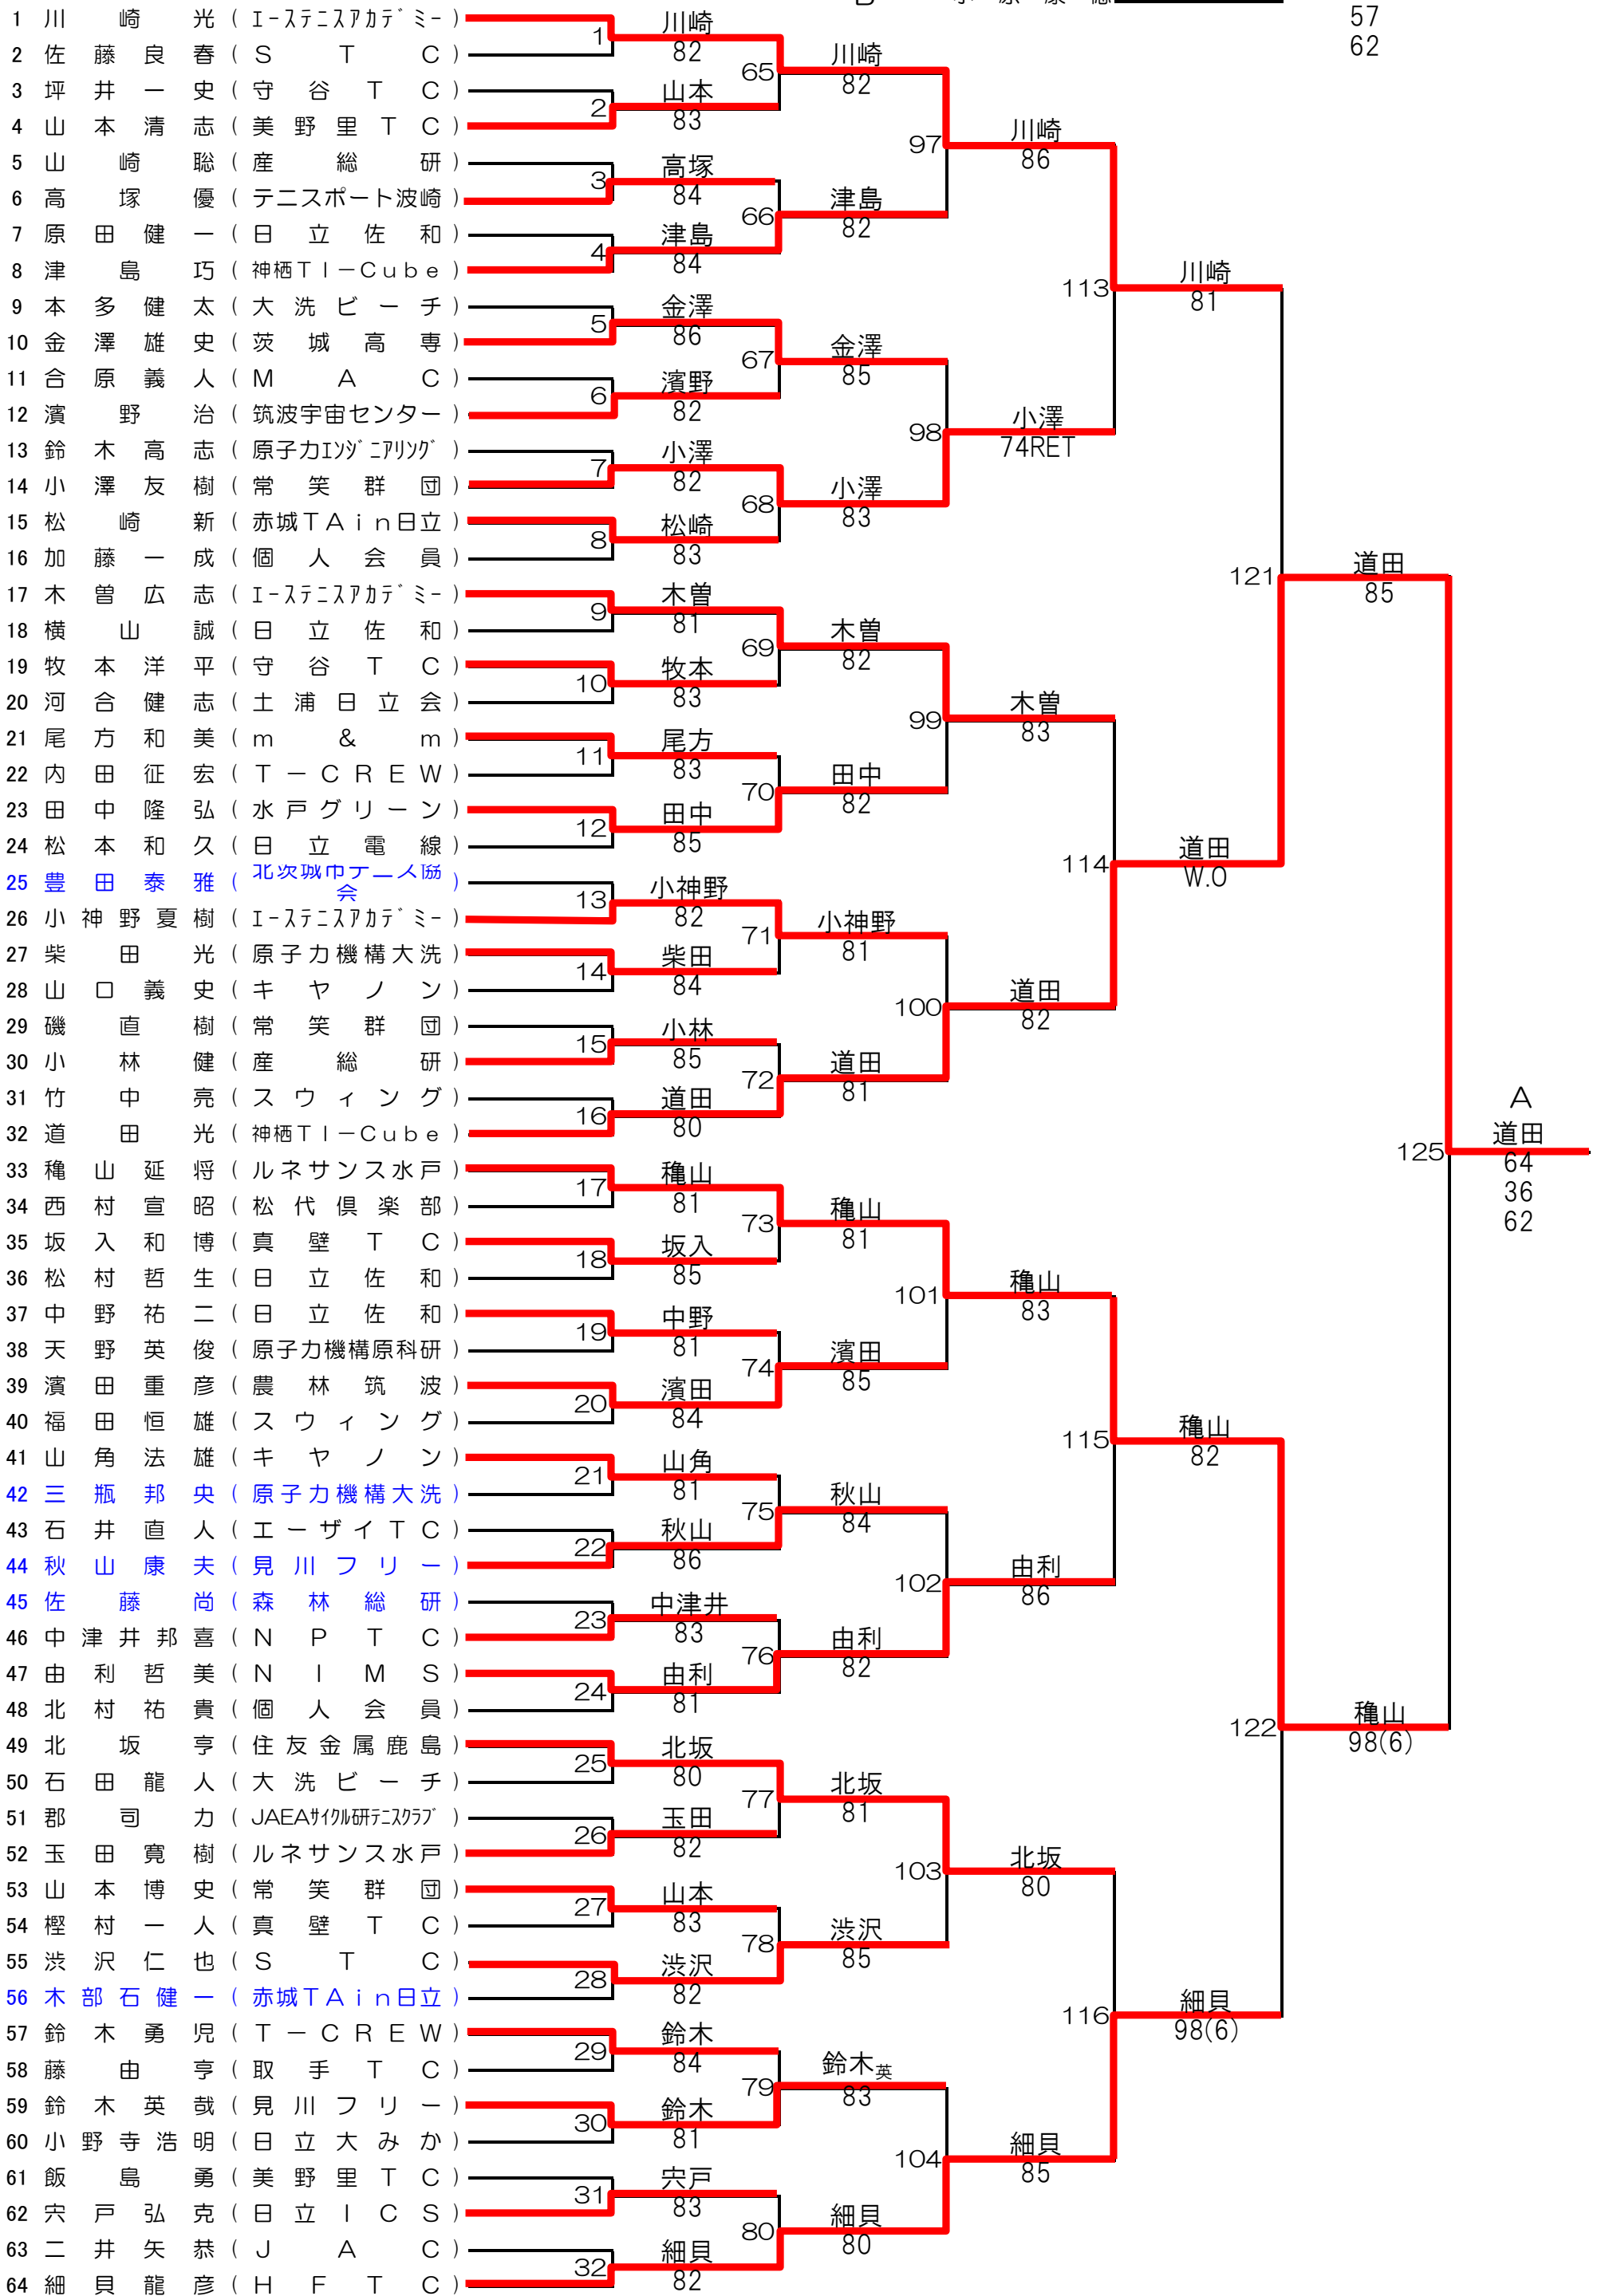 57
62
1 川崎光 (エーステニスアカデミー)
2 佐藤良春 (STC)
3 坪井一史 (守谷TC)
4 山本清志 (美野里TC)
5 山崎聡 (産総研)
6 高塚優 (テニスポート波崎)
7 原田健一 (日立佐和)
8 津島巧 (神栖TI-Cube)
9 本多健太 (大洗ビーチ)
10 金澤雄史 (茨城高専)
11 合原義人 (MAC)
12 濱野治 (筑波宇宙センター)
13 鈴木高志 (原子力エンジニアリング)
14 小澤友樹 (常笑群団)
15 松崎新 (赤城TAin日立)
16 加藤一成 (個人会員)
17 木曽広志 (エーステニスアカデミー)
18 横山誠 (日立佐和)
19 牧本洋平 (守谷TC)
20 河合健志 (土浦日立会)
21 尾方和美 (m&m)
22 内田征宏 (T-CREW)
23 田中隆弘 (水戸グリーン)
24 松本和久 (日立電線)
25 豊田泰雅 (北茨城市テニス協会)
26 小神野夏樹 (エーステニスアカデミー)
27 柴田光 (原子力機構大洗)
28 山口義史 (キヤノン)
29 磯直樹 (常笑群団)
30 小林健 (産総研)
31 竹中亮 (スウィング)
32 道田光 (神栖TI-Cube)
33 穐山延将 (ルネサンス水戸)
34 西村宣昭 (松代倶楽部)
35 坂入和博 (真壁TC)
36 松村哲生 (日立佐和)
37 中野祐二 (日立佐和)
38 天野英俊 (原子力機構原科研)
39 濱田重彦 (農林筑波)
40 福田恒雄 (スウィング)
41 山角法雄 (キヤノン)
42 三瓶邦央 (原子力機構大洗)
43 石井直人 (エーザイTC)
44 秋山康夫 (見川フリー)
45 佐藤尚 (森林総研)
46 中津井邦喜 (NPTC)
47 由利哲美 (NIMS)
48 北村祐貴 (個人会員)
49 北坂亨 (住友金属鹿島)
50 石田龍人 (大洗ビーチ)
51 郡司力 (JAEAサイクル研テニスクラブ)
52 玉田寛樹 (ルネサンス水戸)
53 山本博史 (常笑群団)
54 樫村一人 (真壁TC)
55 渋沢仁也 (STC)
56 木部石健一 (赤城TAin日立)
57 鈴木勇児 (T-CREW)
58 藤由亨 (取手TC)
59 鈴木英哉 (見川フリー)
60 小野寺浩明 (日立大みか)
61 飯島勇 (美野里TC)
62 宍戸弘克 (日立ICS)
63 二井矢恭 (JAC)
64 細貝龍彦 (HFTC)
1 川崎 82
2 山本 83
3 高塚 84
4 津島 84
5 金澤 86
6 濱野 82
7 小澤 82
8 松崎 83
9 木曽 81
10 牧本 83
11 尾方 83
12 田中 85
13 小神野 82
14 柴田 84
15 小林 85
16 道田 80
17 穐山 81
18 坂入 85
19 中野 81
20 濱田 84
21 山角 81
22 秋山 86
23 中津井 83
24 由利 81
25 北坂 80
26 玉田 82
27 山本 83
28 渋沢 82
29 鈴木 84
30 鈴木 81
31 宍戸 83
32 細貝 82
65 川崎 82
66 津島 82
67 金澤 85
68 小澤 83
69 木曽 82
70 田中 82
71 小神野 81
72 道田 81
73 穐山 81
74 濱田 85
75 秋山 84
76 由利 82
77 北坂 81
78 渋沢 85
79 鈴木英 83
80 細貝 80
97 川崎 86
98 小澤 74RET
99 木曽 83
100 道田 82
101 穐山 83
102 由利 86
103 北坂 80
104 細貝 85
113 川崎 81
114 道田 W.O
115 穐山 82
116 細貝 98(6)
121 道田 85
122 穐山 98(6)
A
125 道田
64
36
62